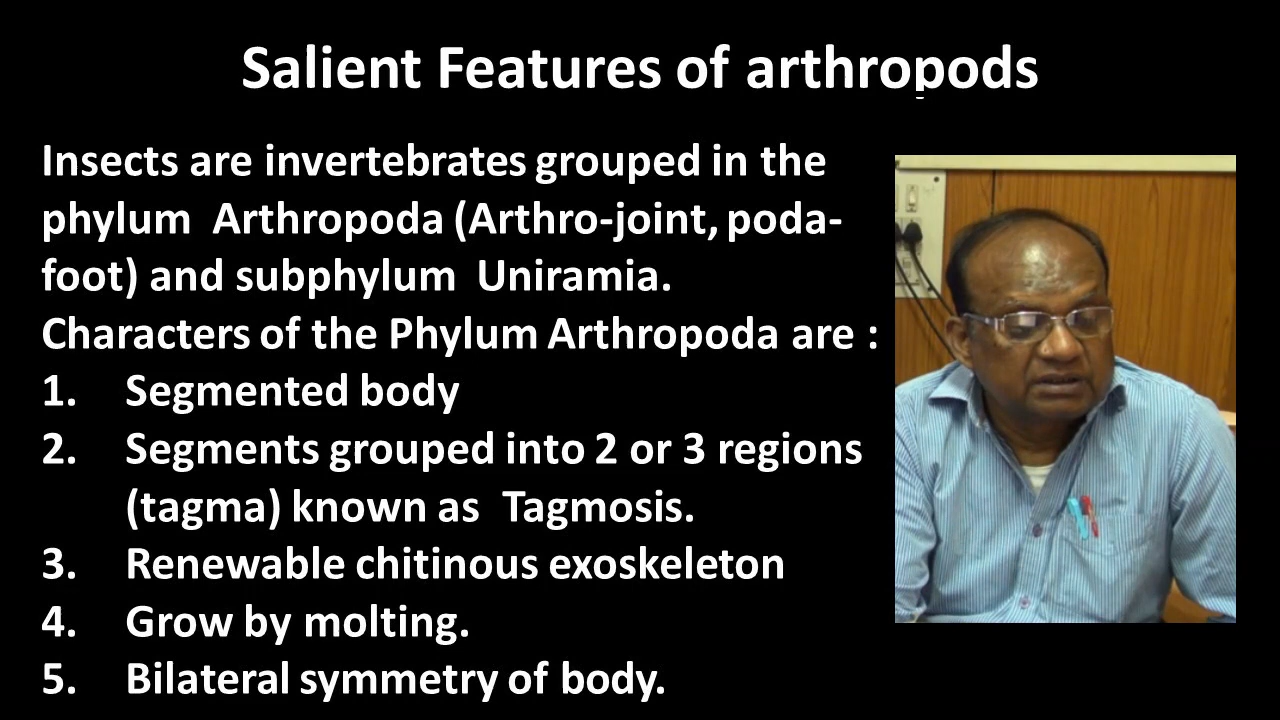 Salient Features of arthropods
Insects are invertebrates grouped in the
phylum Arthropoda (Arthro-joint, poda-
foot) and subphylum Uniramia.
Characters of the Phylum Arthropoda are :
1. Segmented body
2. Segments grouped into 2 or 3 regions
(tagma) known as Tagmosis.
3. Renewable chitinous exoskeleton
4. Grow by molting.
5. Bilateral symmetry of body.